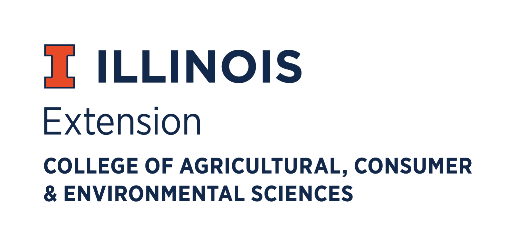 I ILLINOIS
Extension
COLLEGE OF AGRICULTURAL, CONSUMER
& ENVIRONMENTAL SCIENCES